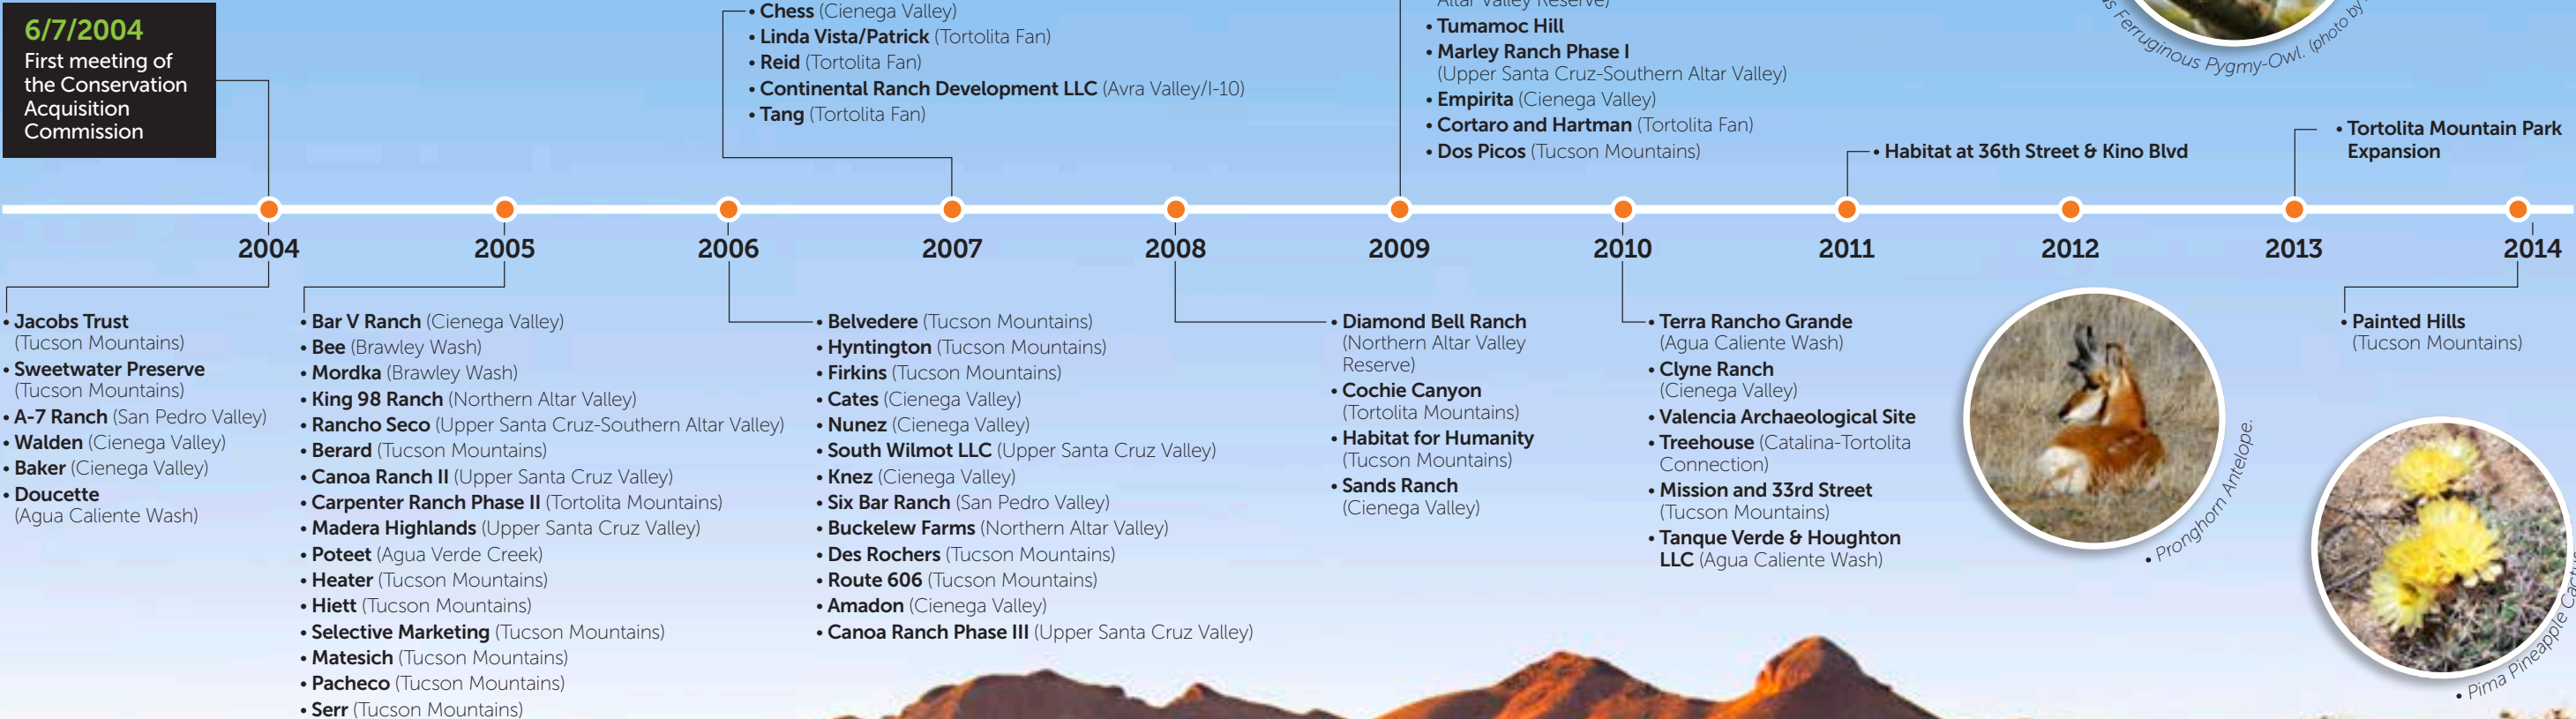 6/7/2004
First meeting of
the Conservation
Acquisition
Commission
• Chess (Cienega Valley)
• Linda Vista/Patrick (Tortolita Fan)
• Reid (Tortolita Fan)
• Continental Ranch Development LLC (Avra Valley/I-10)
• Tang (Tortolita Fan)
Altar Valley Reserve)
• Tumamoc Hill
• Marley Ranch Phase I
(Upper Santa Cruz-Southern Altar Valley)
• Empirita (Cienega Valley)
• Cortaro and Hartman (Tortolita Fan)
• Dos Picos (Tucson Mountains)
• Habitat at 36th Street & Kino Blvd
Ferruginous Pygmy-Owl. (photo by
• Tortolita Mountain Park
Expansion
2004 2005 2006 2007 2008 2009 2010 2011 2012 2013 2014
• Jacobs Trust
(Tucson Mountains)
• Sweetwater Preserve
(Tucson Mountains)
• A-7 Ranch (San Pedro Valley)
• Walden (Cienega Valley)
• Baker (Cienega Valley)
• Doucette
(Agua Caliente Wash)
• Bar V Ranch (Cienega Valley)
• Bee (Brawley Wash)
• Mordka (Brawley Wash)
• King 98 Ranch (Northern Altar Valley)
• Rancho Seco (Upper Santa Cruz-Southern Altar Valley)
• Berard (Tucson Mountains)
• Canoa Ranch II (Upper Santa Cruz Valley)
• Carpenter Ranch Phase II (Tortolita Mountains)
• Madera Highlands (Upper Santa Cruz Valley)
• Poteet (Agua Verde Creek)
• Heater (Tucson Mountains)
• Hiett (Tucson Mountains)
• Selective Marketing (Tucson Mountains)
• Matesich (Tucson Mountains)
• Pacheco (Tucson Mountains)
• Serr (Tucson Mountains)
• Belvedere (Tucson Mountains)
• Hyntington (Tucson Mountains)
• Firkins (Tucson Mountains)
• Cates (Cienega Valley)
• Nunez (Cienega Valley)
• South Wilmot LLC (Upper Santa Cruz Valley)
• Knez (Cienega Valley)
• Six Bar Ranch (San Pedro Valley)
• Buckelew Farms (Northern Altar Valley)
• Des Rochers (Tucson Mountains)
• Route 606 (Tucson Mountains)
• Amadon (Cienega Valley)
• Canoa Ranch Phase III (Upper Santa Cruz Valley)
• Diamond Bell Ranch
(Northern Altar Valley
Reserve)
• Cochie Canyon
(Tortolita Mountains)
• Habitat for Humanity
(Tucson Mountains)
• Sands Ranch
(Cienega Valley)
• Terra Rancho Grande
(Agua Caliente Wash)
• Clyne Ranch
(Cienega Valley)
• Valencia Archaeological Site
• Treehouse (Catalina-Tortolita
Connection)
• Mission and 33rd Street
(Tucson Mountains)
• Tanque Verde & Houghton
LLC (Agua Caliente Wash)
• Pronghorn Antelope.
• Painted Hills
(Tucson Mountains)
• Pima Pineapple Cactus